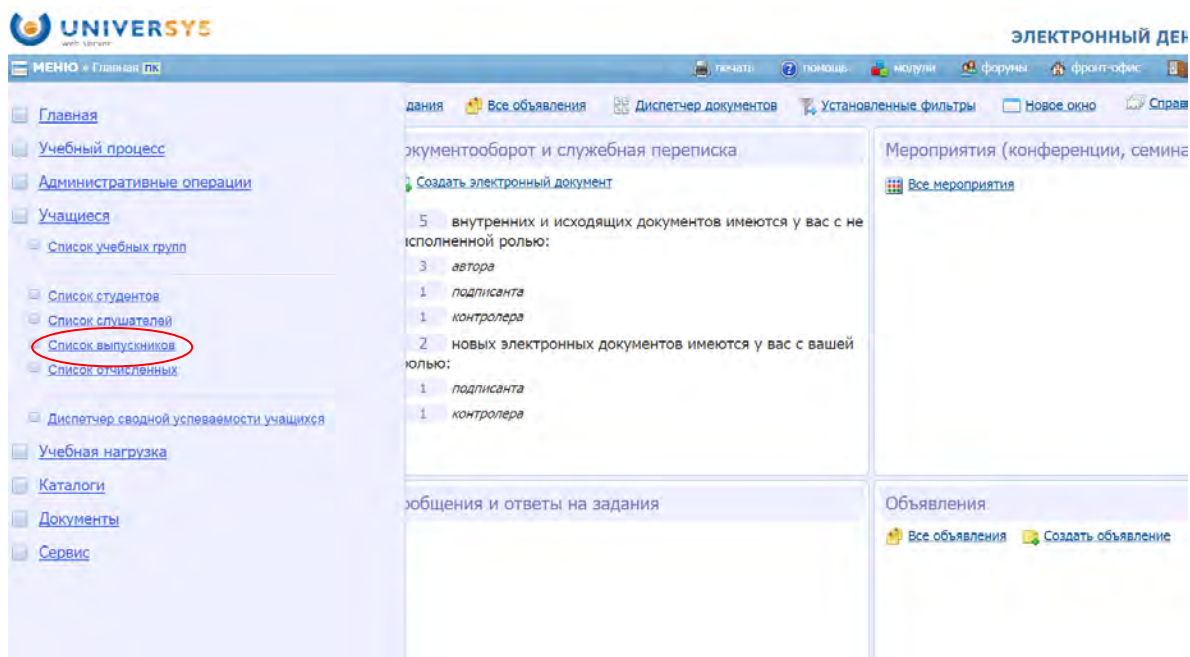 UNIVERSYS
web server
ЭЛЕКТРОННЫЙ ДЕН
МЕНЮ » Главная ПК
печать помощь модули форумы фронт-офис
Главная
Учебный процесс
Административные операции
Учащиеся
Список учебных групп
Список студентов
Список слушателей
Список выпускников
Список отчисленных
Диспетчер сводной успеваемости учащихся
Учебная нагрузка
Каталоги
Документы
Сервис
дания Все объявления Диспетчер документов Установленные фильтры Новое окно Справ
окументооборот и служебная переписка
Создать электронный документ
5 внутренних и исходящих документов имеются у вас с не
исполненной ролью:
3 автора
1 подписанта
1 контролера
2 новых электронных документов имеются у вас с вашей
ролью:
1 подписанта
1 контролера
Мероприятия (конференции, семина
Все мероприятия
ообщения и ответы на задания
Объявления
Все объявления Создать объявление